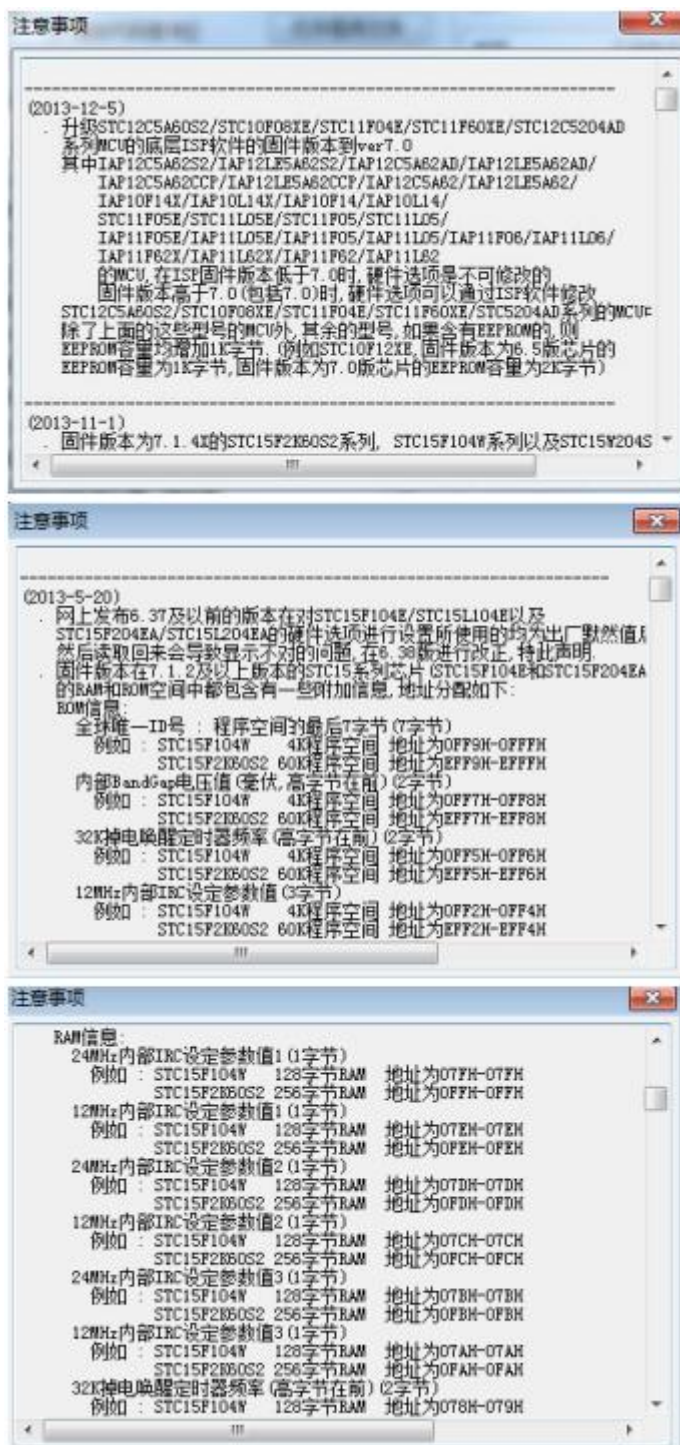 注意事项
------------------------------------------------------------
(2013-12-5)
. 升级STC12C5A60S2/STC10F08XE/STC11F04E/STC11F60XE/STC12C5204AD
系列MCU的底层ISP软件的固件版本到ver7.0
其中IAP12C5A62S2/IAP12LE5A62S2/IAP12C5A62AD/IAP12LE5A62AD/
IAP12C5A62CCP/IAP12LE5A62CCP/IAP12C5A62/IAP12LE5A62/
IAP10F14X/IAP10L14X/IAP10F14/IAP10L14/
STC11F05E/STC11L05E/STC11F05/STC11L05/
IAP11F05E/IAP11L05E/IAP11F05/IAP11L05/IAP11F06/IAP11L06/
IAP11F62X/IAP11L62X/IAP11F62/IAP11L62
的MCU,在ISP固件版本低于7.0时,硬件选项是不可修改的
固件版本高于7.0(包括7.0)时,硬件选项可以通过ISP软件修改
STC12C5A60S2/STC10F08XE/STC11F04E/STC11F60XE/STC5204AD系列的MCU
除了上面的这些型号的MCU外,其余的型号,如果含有EEPROM的,则
EEPROM容量均增加1K字节.(例如STC10F12XE,固件版本为6.5版芯片的
EEPROM容量为1K字节,固件版本为7.0版芯片的EEPROM容量为2K字节)
------------------------------------------------------------
(2013-11-1)
. 固件版本为7.1.4X的STC15F2K60S2系列, STC15F104W系列以及STC15W204S
注意事项
------------------------------------------------------------
(2013-5-20)
. 网上发布6.37及以前的版本在对STC15F104E/STC15L104E以及
STC15F204EA/STC15L204EA的硬件选项进行设置所使用的均为出厂默然值,
然后读取回来会导致显示不对的问题,在6.38版进行改正,特此声明.
. 固件版本在7.1.2及以上版本的STC15系列芯片(STC15F104E和STC15F204EA
的RAM和ROM空间中都包含有一些附加信息,地址分配如下:
ROM信息:
全球唯一ID号 : 程序空间的最后7字节(7字节)
例如 : STC15F104W 4K程序空间 地址为0FF9H-0FFFH
STC15F2K60S2 60K程序空间 地址为EFF9H-EFFFH
内部BandGap电压值(毫伏,高字节在前)(2字节)
例如 : STC15F104W 4K程序空间 地址为0FF7H-0FF8H
STC15F2K60S2 60K程序空间 地址为EFF7H-EFF8H
32K掉电唤醒定时器频率(高字节在前)(2字节)
例如 : STC15F104W 4K程序空间 地址为0FF5H-0FF6H
STC15F2K60S2 60K程序空间 地址为EFF5H-EFF6H
12MHz内部IRC设定参数值(3字节)
例如 : STC15F104W 4K程序空间 地址为0FF2H-0FF4H
STC15F2K60S2 60K程序空间 地址为EFF2H-EFF4H
注意事项
RAM信息:
24MHz内部IRC设定参数值1(1字节)
例如 : STC15F104W 128字节RAM 地址为07FH-07FH
STC15F2K60S2 256字节RAM 地址为0FFH-0FFH
12MHz内部IRC设定参数值1(1字节)
例如 : STC15F104W 128字节RAM 地址为07EH-07EH
STC15F2K60S2 256字节RAM 地址为0FEH-0FEH
24MHz内部IRC设定参数值2(1字节)
例如 : STC15F104W 128字节RAM 地址为07DH-07DH
STC15F2K60S2 256字节RAM 地址为0FDH-0FDH
12MHz内部IRC设定参数值2(1字节)
例如 : STC15F104W 128字节RAM 地址为07CH-07CH
STC15F2K60S2 256字节RAM 地址为0FCH-0FCH
24MHz内部IRC设定参数值3(1字节)
例如 : STC15F104W 128字节RAM 地址为07BH-07BH
STC15F2K60S2 256字节RAM 地址为0FBH-0FBH
12MHz内部IRC设定参数值3(1字节)
例如 : STC15F104W 128字节RAM 地址为07AH-07AH
STC15F2K60S2 256字节RAM 地址为0FAH-0FAH
32K掉电唤醒定时器频率(高字节在前)(2字节)
例如 : STC15F104W 128字节RAM 地址为078H-079H